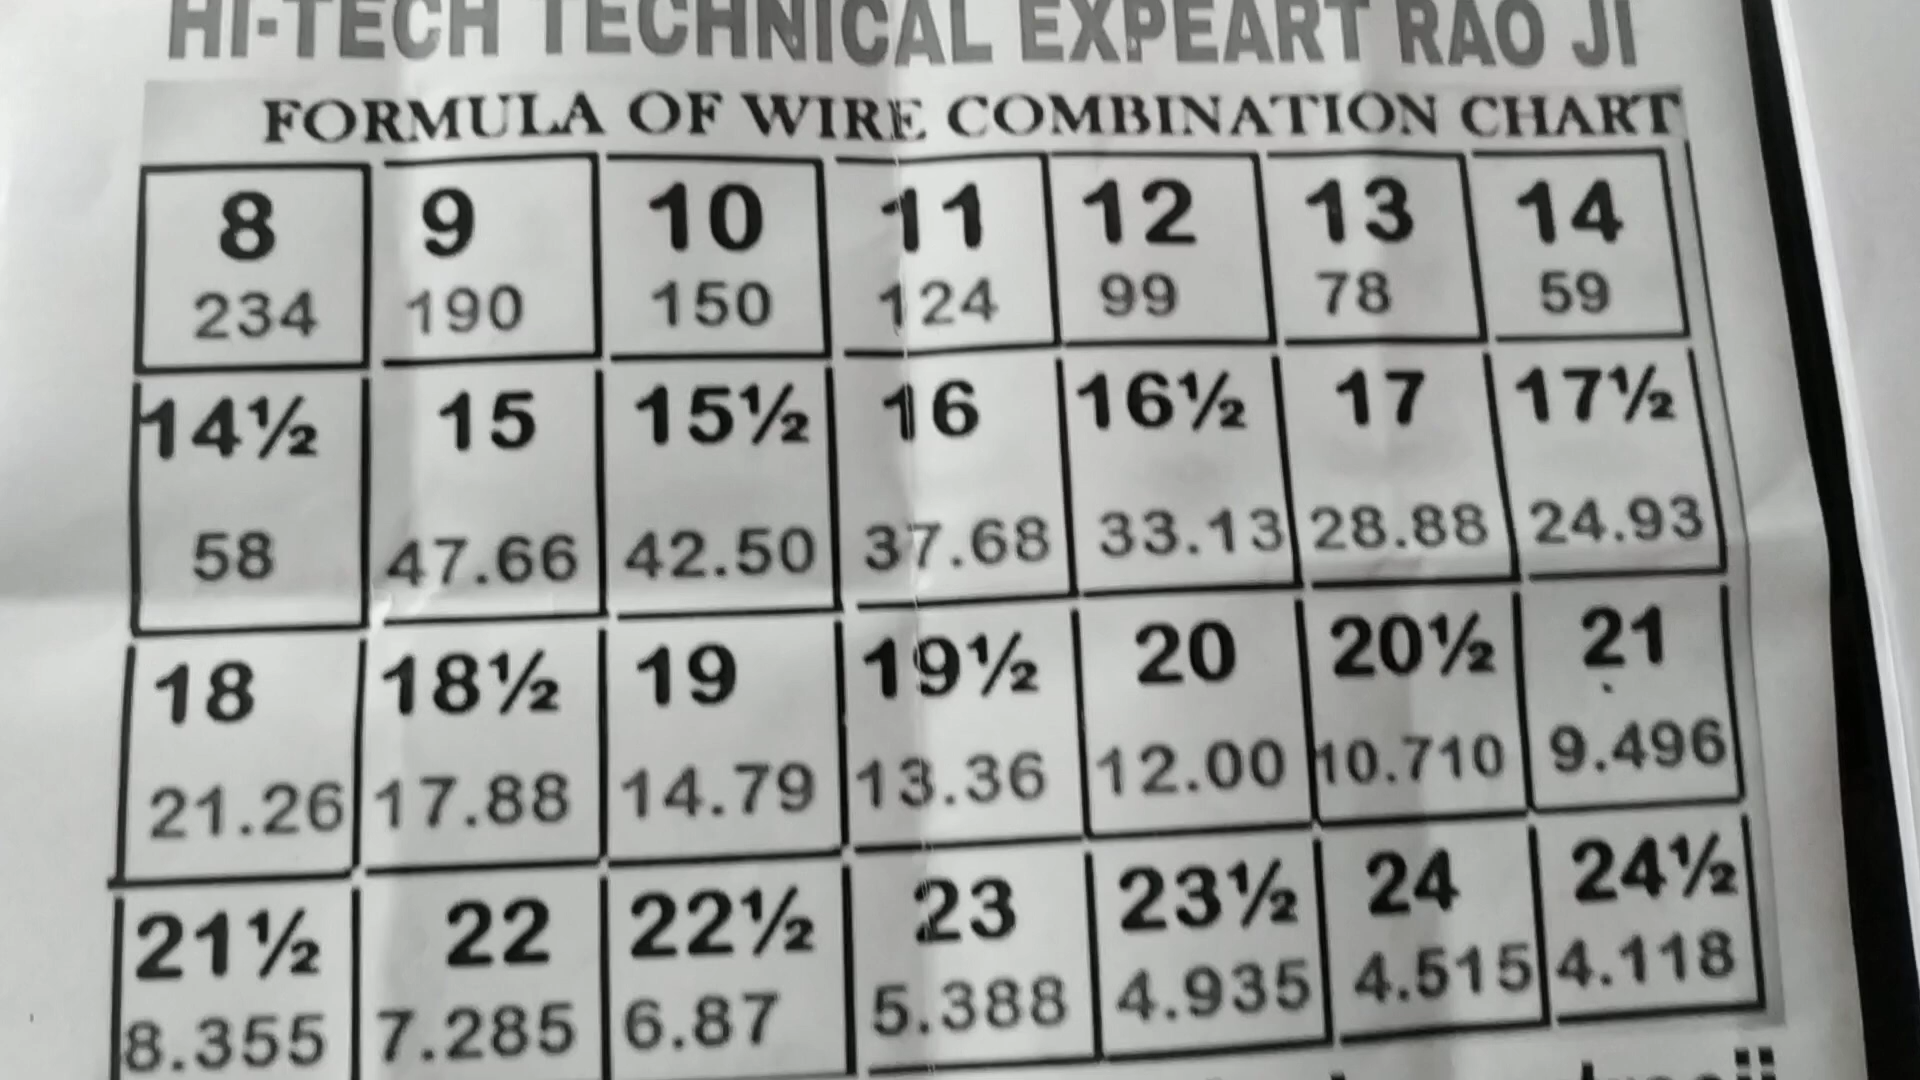 HI-TECH TECHNICAL EXPEART RAO JI
FORMULA OF WIRE COMBINATION CHART
8 9 10 11 12 13 14
234 190 150 124 99 78 59
14½ 15 15½ 16 16½ 17 17½
58 47.66 42.50 37.68 33.13 28.88 24.93
18 18½ 19 19½ 20 20½ 21
21.26 17.88 14.79 13.36 12.00 10.710 9.496
21½ 22 22½ 23 23½ 24 24½
8.355 7.285 6.87 5.388 4.935 4.515 4.118